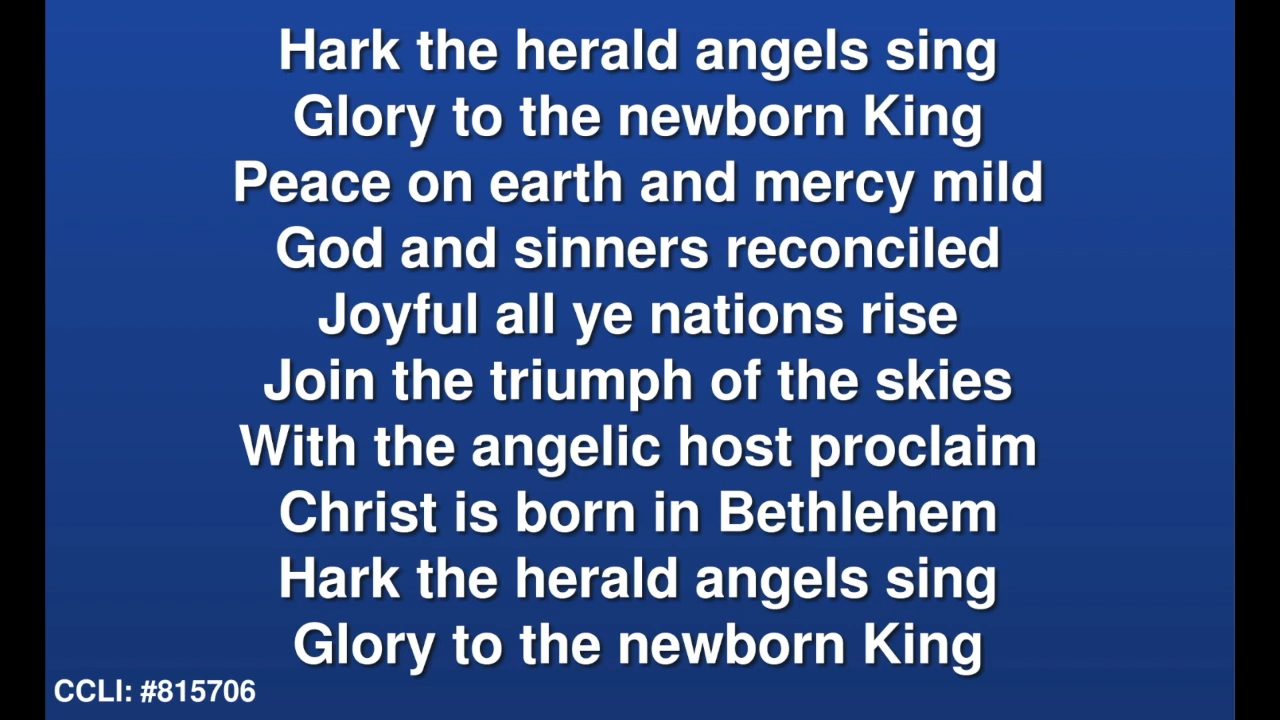 Hark the herald angels sing
Glory to the newborn King
Peace on earth and mercy mild
God and sinners reconciled
Joyful all ye nations rise
Join the triumph of the skies
With the angelic host proclaim
Christ is born in Bethlehem
Hark the herald angels sing
Glory to the newborn King
CCLI: #815706